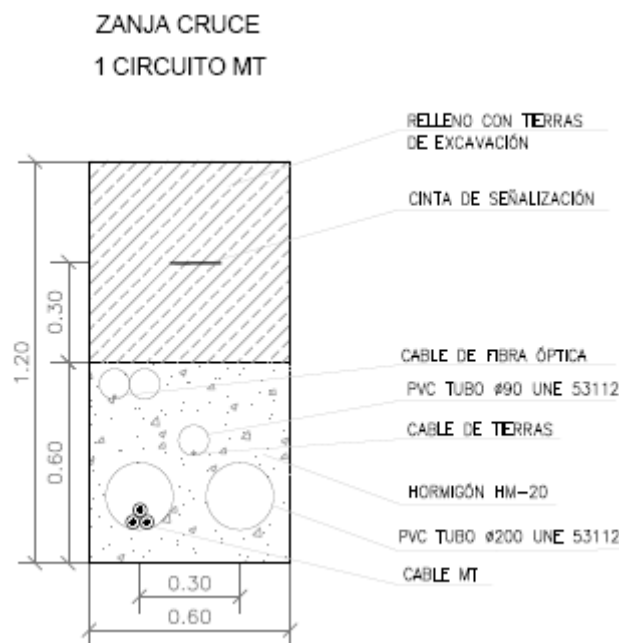 ZANJA CRUCE
1 CIRCUITO MT
RELLENO CON TIERRAS
DE EXCAVACIÓN
CINTA DE SEÑALIZACIÓN
0.30
1.20
CABLE DE FIBRA ÓPTICA
PVC TUBO ø90 UNE 53112
CABLE DE TIERRAS
0.60
HORMIGÓN HM-20
PVC TUBO ø200 UNE 53112
CABLE MT
0.30
0.60